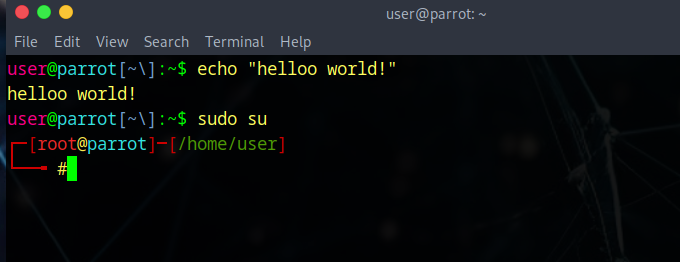 user@parrot: ~
File Edit View Search Terminal Help
user@parrot[~\]:~$ echo "helloo world!"
helloo world!
user@parrot[~\]:~$ sudo su
┌─[root@parrot]─[/home/user]
└──╼ #